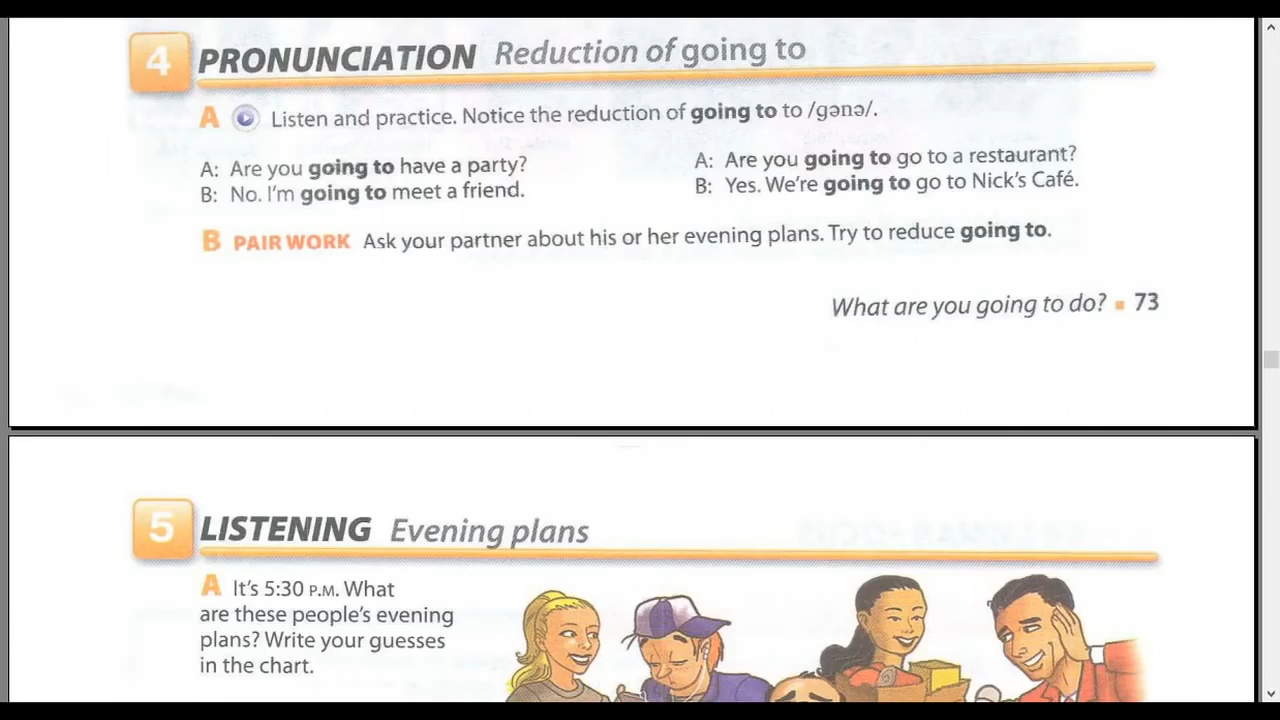 4 PRONUNCIATION Reduction of going to
A Listen and practice. Notice the reduction of going to to /gənə/.
A: Are you going to have a party?
B: No. I'm going to meet a friend.
A: Are you going to go to a restaurant?
B: Yes. We're going to go to Nick's Café.
B PAIR WORK Ask your partner about his or her evening plans. Try to reduce going to.
What are you going to do? ▪ 73
5 LISTENING Evening plans
A It's 5:30 P.M. What
are these people's evening
plans? Write your guesses
in the chart.